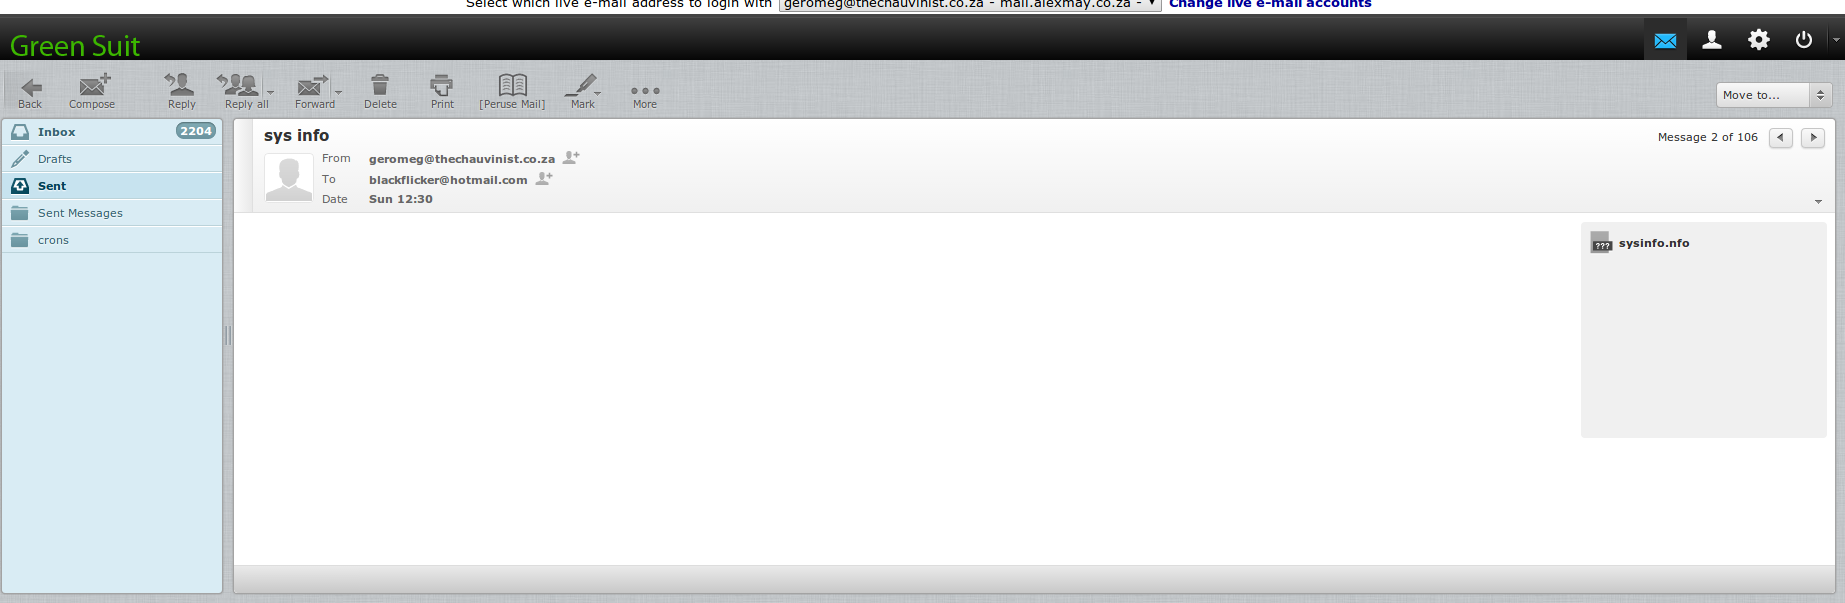 Select which live e-mail address to login with geromeg@thechauvinist.co.za - mail.alexmay.co.za - Change live e-mail accounts
Green Suit
Back Compose Reply Reply all Forward Delete Print [Peruse Mail] Mark More Move to...
Inbox 2204
Drafts
Sent
Sent Messages
crons
sys info
Message 2 of 106
From geromeg@thechauvinist.co.za
To blackflicker@hotmail.com
Date Sun 12:30
??? sysinfo.nfo